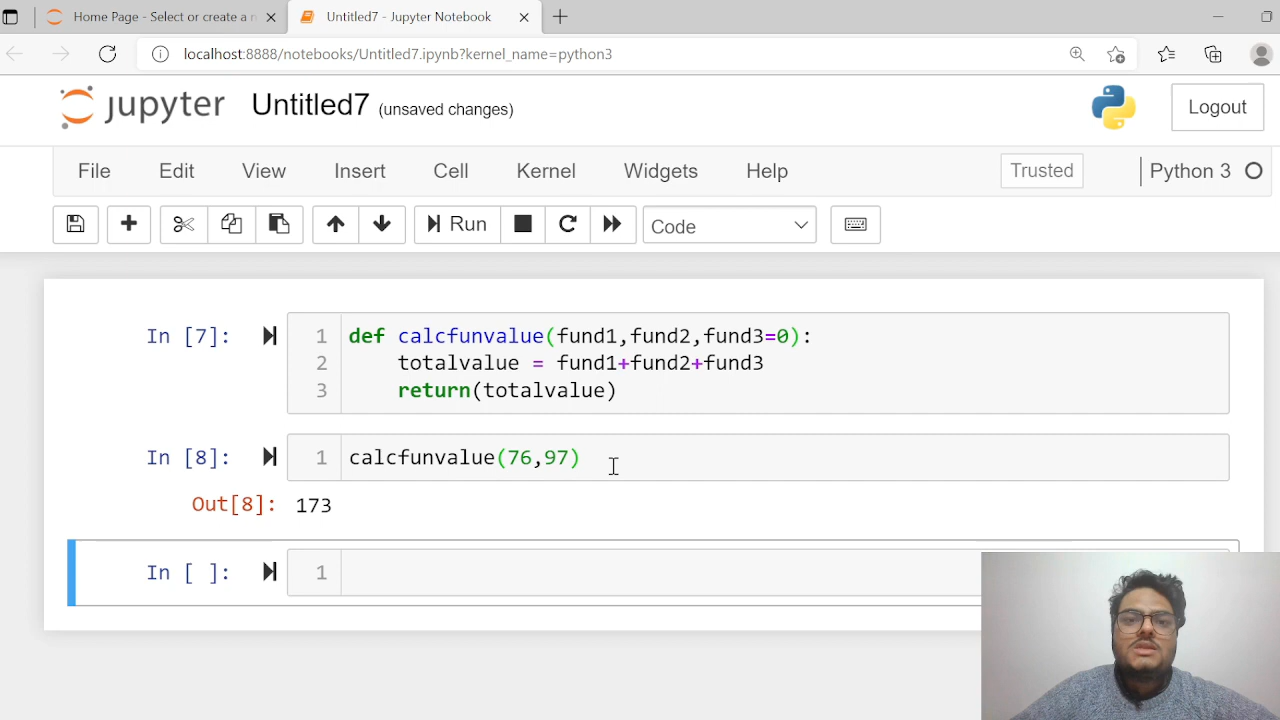 Home Page - Select or create a n
Untitled7 - Jupyter Notebook
localhost:8888/notebooks/Untitled7.ipynb?kernel_name=python3
jupyter Untitled7 (unsaved changes)
Logout
File Edit View Insert Cell Kernel Widgets Help Trusted Python 3
Run Code
In [7]: 1 def calcfunvalue(fund1,fund2,fund3=0):
2 totalvalue = fund1+fund2+fund3
3 return(totalvalue)
In [8]: 1 calcfunvalue(76,97)
Out[8]: 173
In [ ]: 1